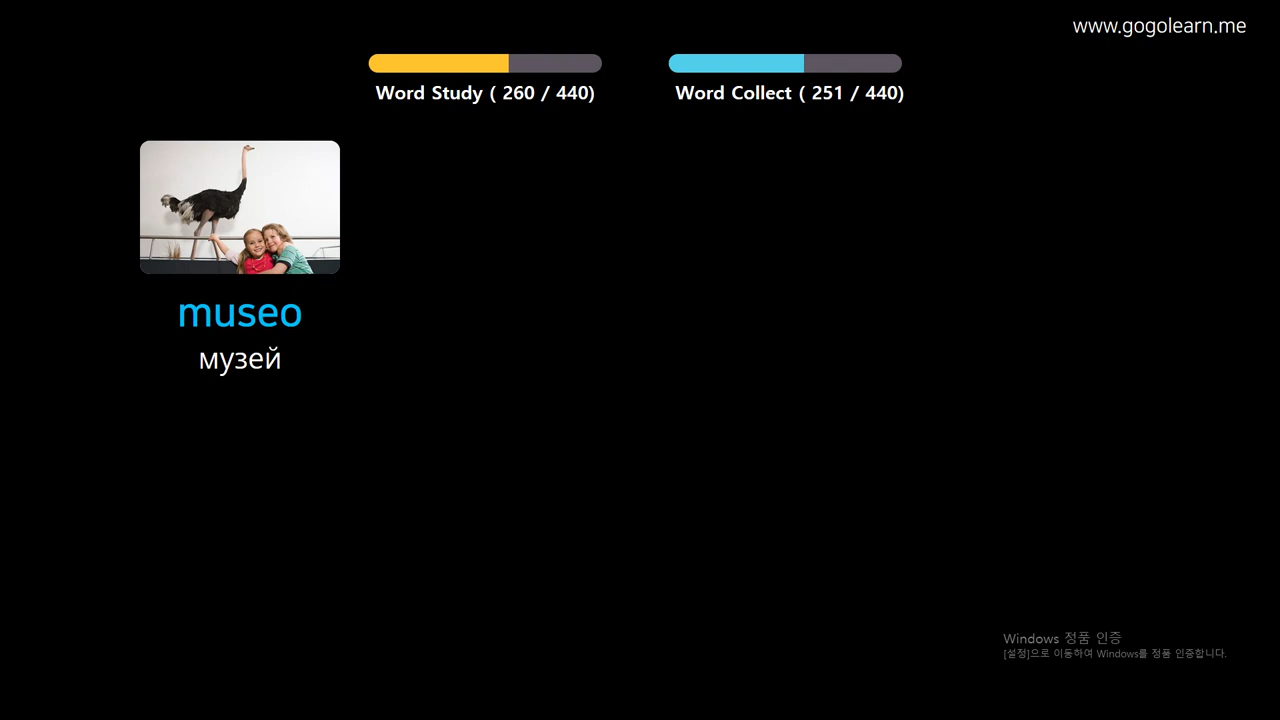 www.gogolearn.me
Word Study ( 260 / 440)
Word Collect ( 251 / 440)
museo
музей
Windows 정품 인증
[설정]으로 이동하여 Windows를 정품 인증합니다.